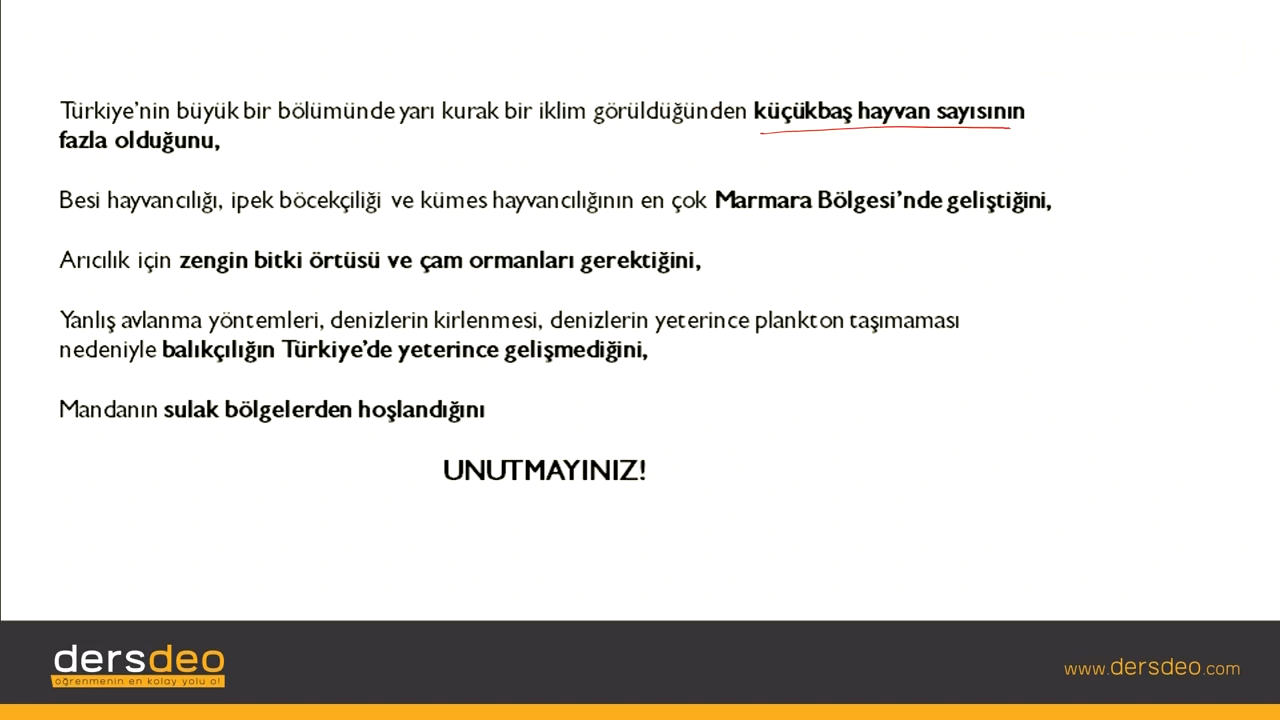 Türkiye'nin büyük bir bölümünde yarı kurak bir iklim görüldüğünden küçükbaş hayvan sayısının
fazla olduğunu,
Besi hayvancılığı, ipek böcekçiliği ve kümes hayvancılığının en çok Marmara Bölgesi'nde geliştiğini,
Arıcılık için zengin bitki örtüsü ve çam ormanları gerektiğini,
Yanlış avlanma yöntemleri, denizlerin kirlenmesi, denizlerin yeterince plankton taşımaması
nedeniyle balıkçılığın Türkiye'de yeterince gelişmediğini,
Mandanın sulak bölgelerden hoşlandığını
UNUTMAYINIZ!
dersdeo
öğrenmenin en kolay yolu o!
www.dersdeo.com